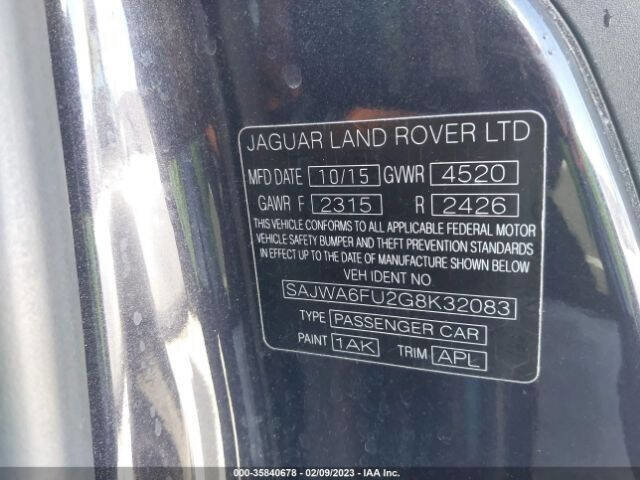 JAGUAR LAND ROVER LTD
MFD DATE 10/15 GVWR 4520
GAWR F 2315 R 2426
THIS VEHICLE CONFORMS TO ALL APPLICABLE FEDERAL MOTOR
VEHICLE SAFETY BUMPER AND THEFT PREVENTION STANDARDS
IN EFFECT UP TO THE DATE OF MANUFACTURE SHOWN BELOW
VEH IDENT NO
SAJWA6FU2G8K32083
TYPE PASSENGER CAR
PAINT 1AK TRIM APL
000-35840678 - 02/09/2023 - IAA Inc.